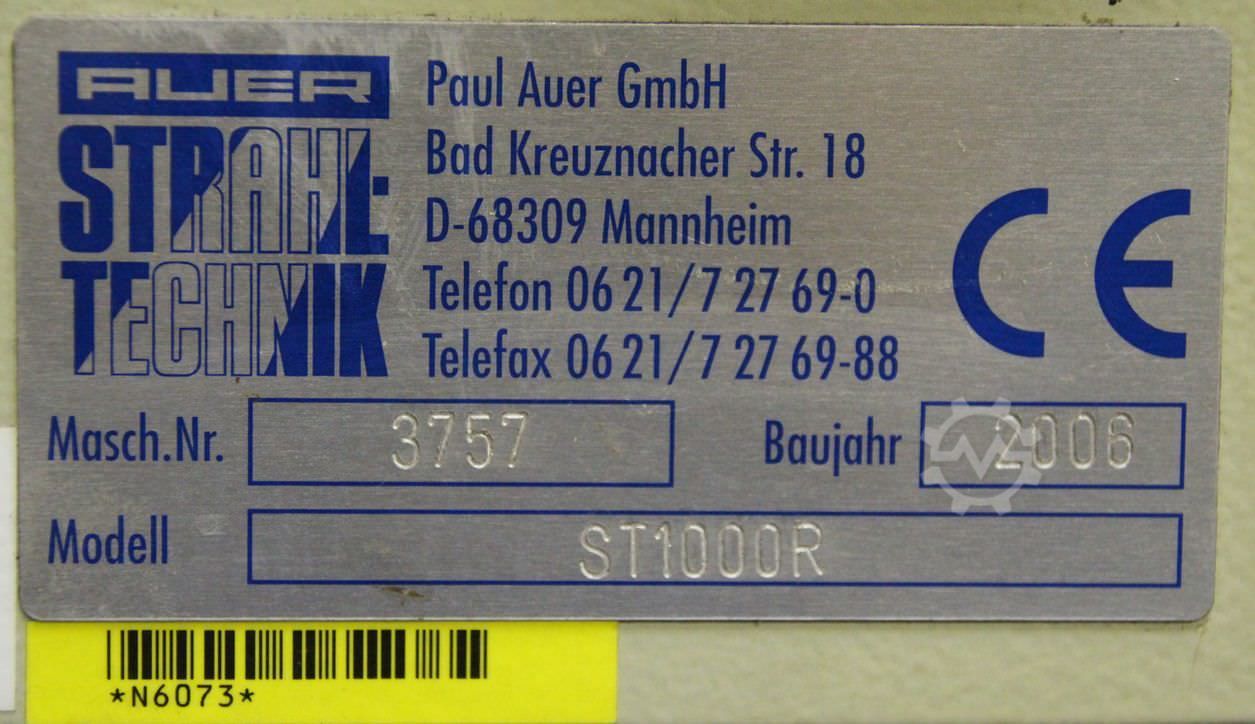 AUER
STRAHL-
TECHNIK
Paul Auer GmbH
Bad Kreuznacher Str. 18
D-68309 Mannheim
Telefon 06 21/7 27 69-0
Telefax 06 21/7 27 69-88
CE
Masch.Nr. 3757 Baujahr 2006
Modell ST1000R
*N6073*